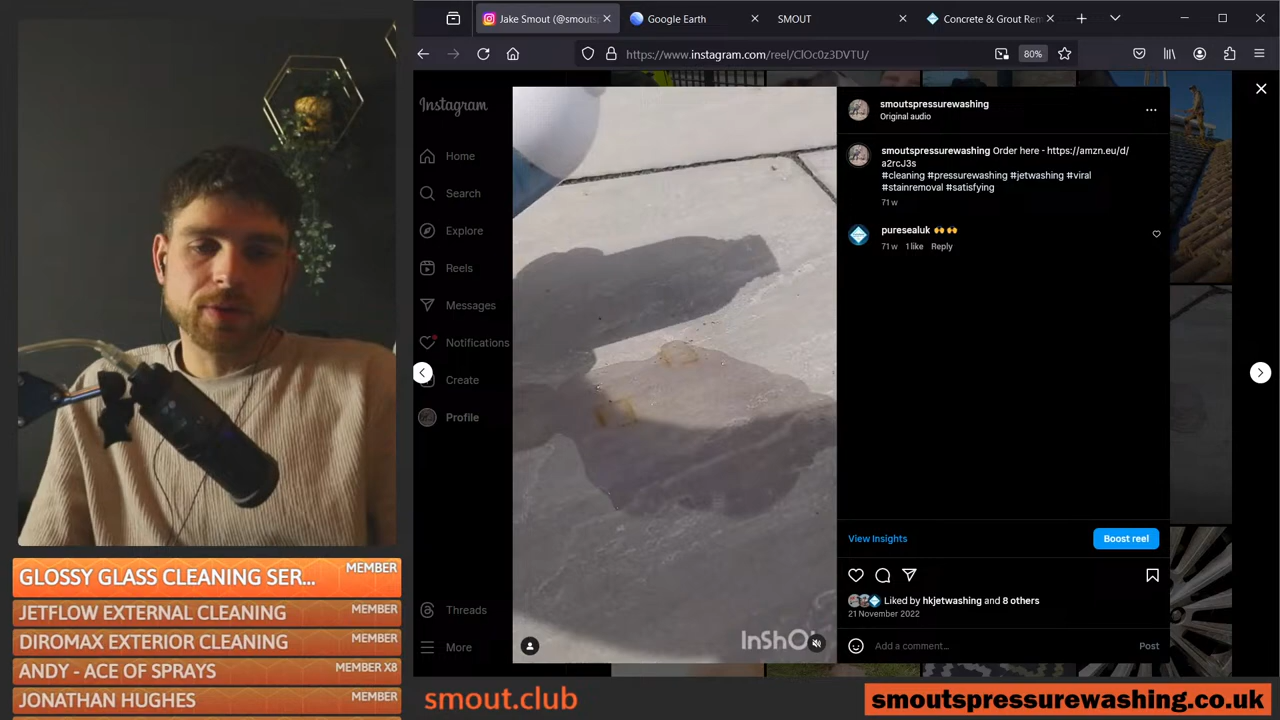 Jake Smout (@smouts
Google Earth
SMOUT
Concrete & Grout Rem
https://www.instagram.com/reel/ClOc0z3DVTU/
80%
Instagram
Home
Search
Explore
Reels
Messages
Notifications
Create
Profile
Threads
More
InShO
smoutspressurewashing
Original audio
smoutspressurewashing Order here - https://amzn.eu/d/
a2rcJ3s
#cleaning #pressurewashing #jetwashing #viral
#stainremoval #satisfying
71 w
puresealuk 🙌🙌
71 w 1 like Reply
View Insights
Boost reel
Liked by hkjetwashing and 8 others
21 November 2022
Add a comment...
Post
GLOSSY GLASS CLEANING SER... MEMBER
JETFLOW EXTERNAL CLEANING MEMBER
DIROMAX EXTERIOR CLEANING MEMBER
ANDY - ACE OF SPRAYS MEMBER X8
JONATHAN HUGHES MEMBER
smout.club
smoutspressurewashing.co.uk